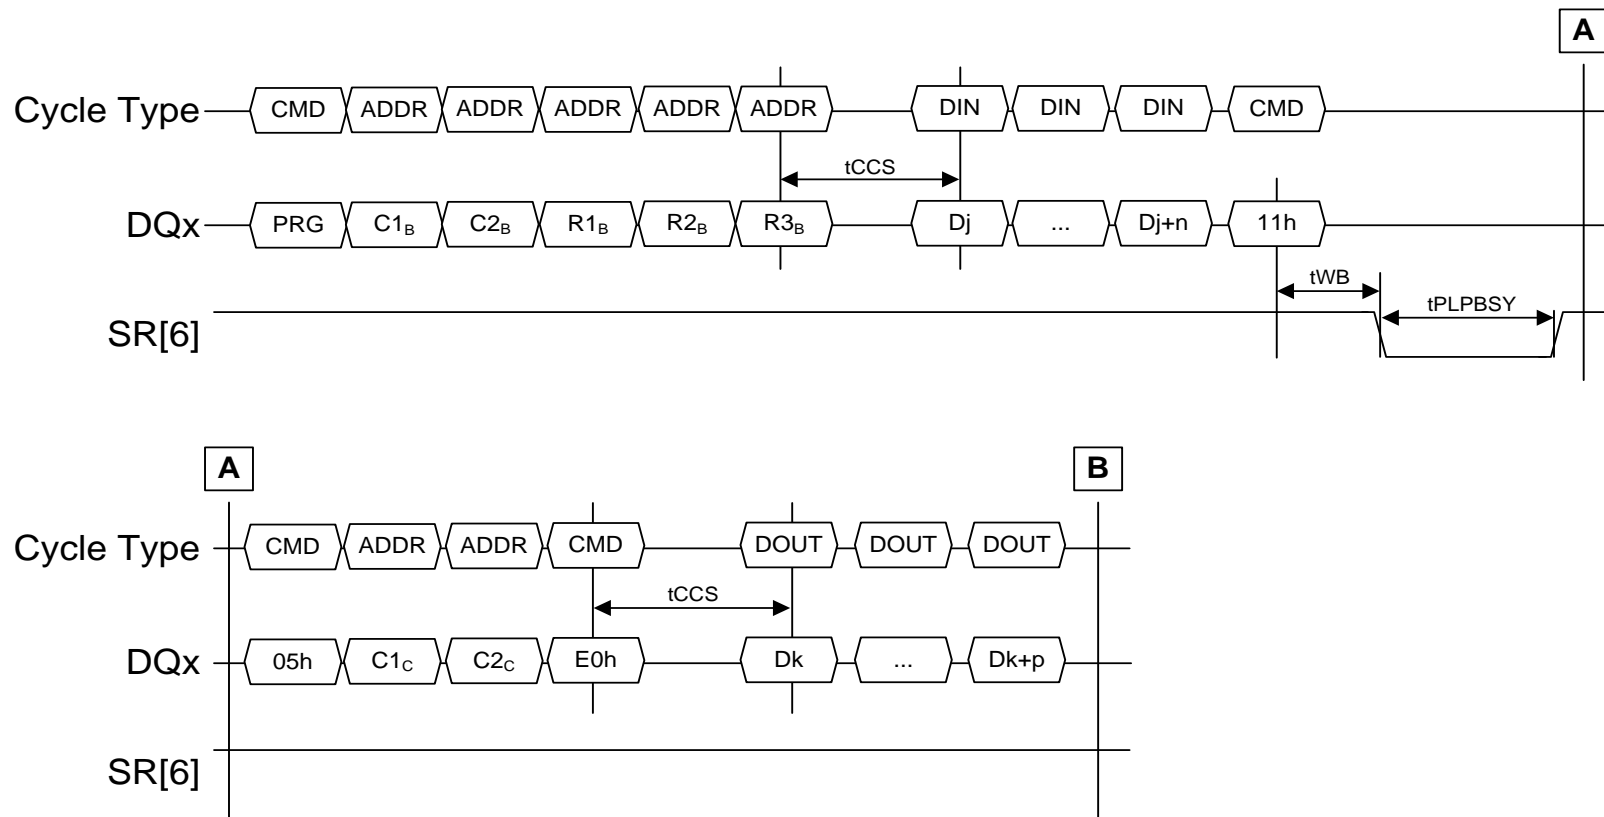 A
Cycle Type CMD ADDR ADDR ADDR ADDR ADDR DIN DIN DIN CMD
tCCS
DQx PRG C1B C2B R1B R2B R3B Dj ... Dj+n 11h
tWB
tPLPBSY
SR[6]
A B
Cycle Type CMD ADDR ADDR CMD DOUT DOUT DOUT
tCCS
DQx 05h C1C C2C E0h Dk ... Dk+p
SR[6]